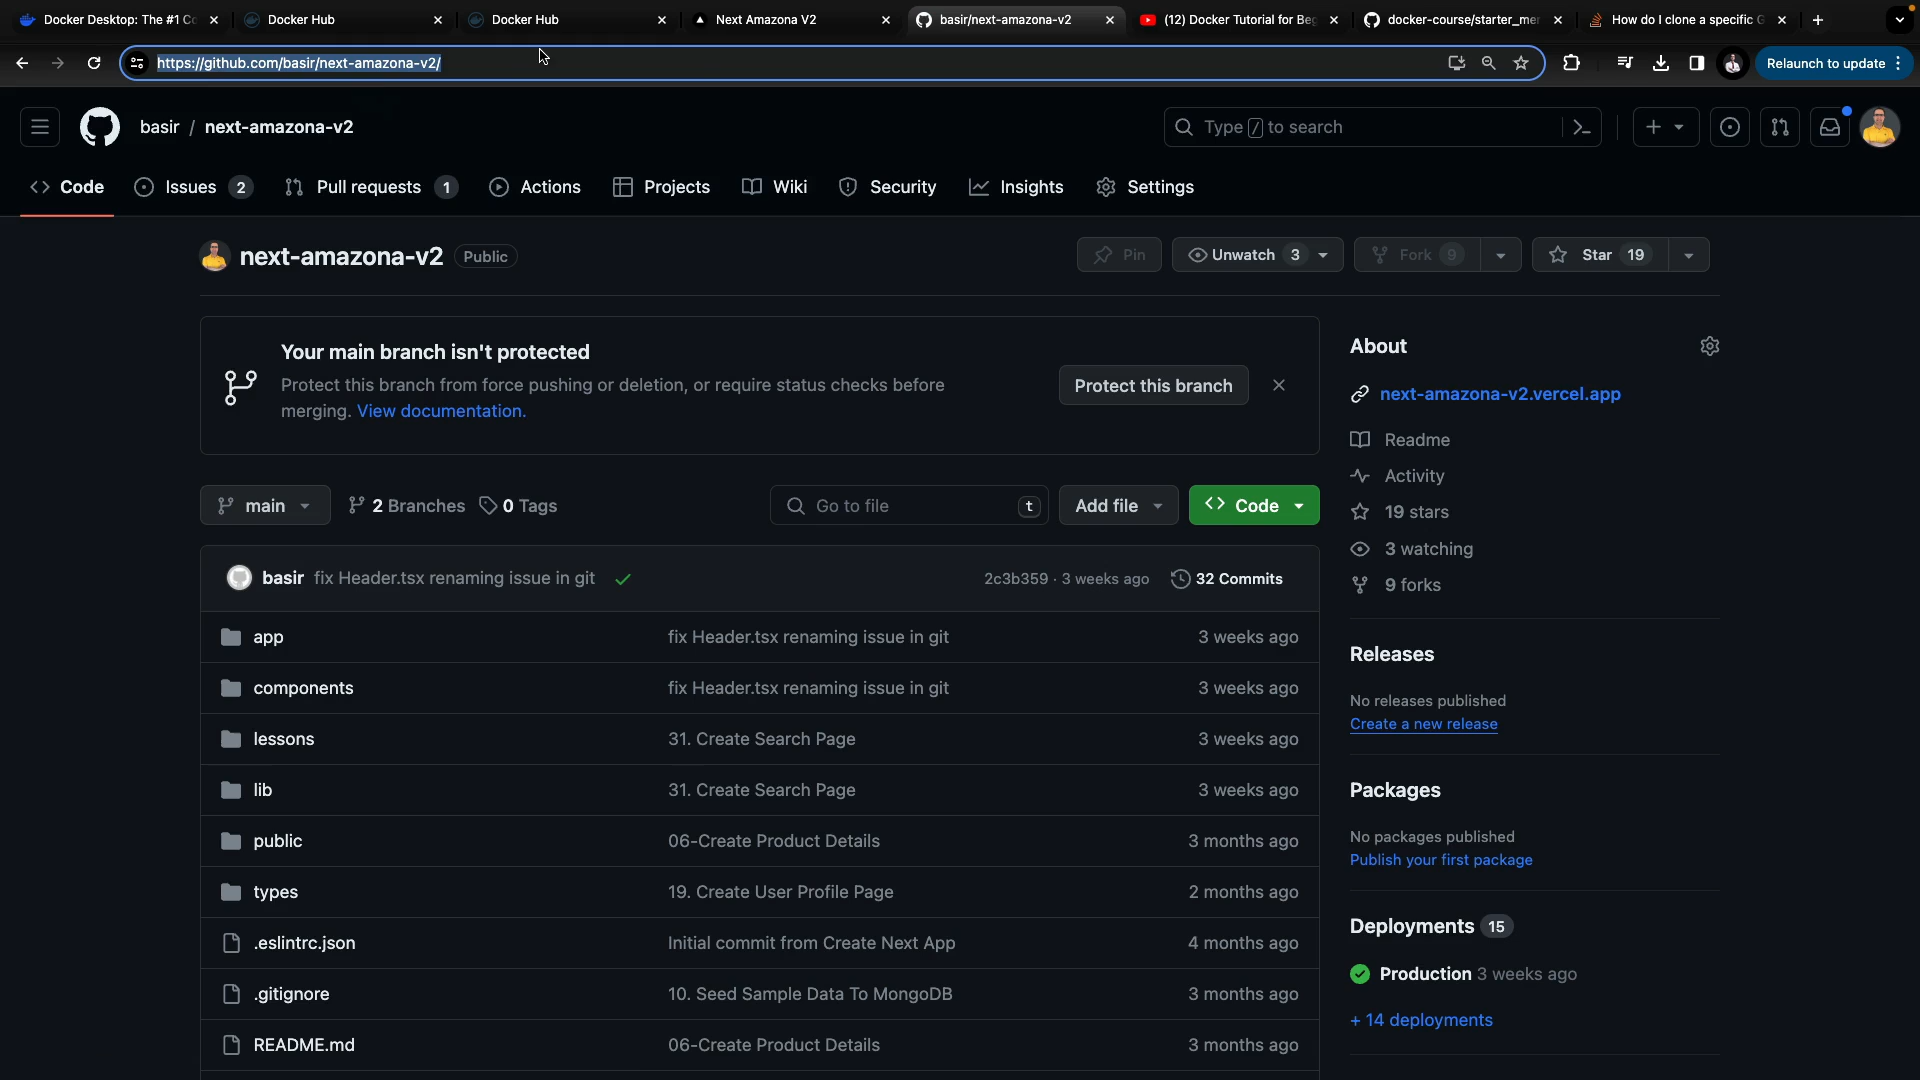 Docker Desktop: The #1 Co
Docker Hub
Docker Hub
Next Amazona V2
basir/next-amazona-v2
(12) Docker Tutorial for Beg
docker-course/starter_mer
How do I clone a specific G
https://github.com/basir/next-amazona-v2/
Relaunch to update
basir / next-amazona-v2
Type / to search
Code
Issues 2
Pull requests 1
Actions
Projects
Wiki
Security
Insights
Settings
next-amazona-v2 Public
Pin
Unwatch 3
Fork 9
Star 19
Your main branch isn't protected
Protect this branch from force pushing or deletion, or require status checks before
merging. View documentation.
Protect this branch
main
2 Branches
0 Tags
Go to file t
Add file
Code
basir fix Header.tsx renaming issue in git
2c3b359 · 3 weeks ago
32 Commits
app fix Header.tsx renaming issue in git 3 weeks ago
components fix Header.tsx renaming issue in git 3 weeks ago
lessons 31. Create Search Page 3 weeks ago
lib 31. Create Search Page 3 weeks ago
public 06-Create Product Details 3 months ago
types 19. Create User Profile Page 2 months ago
.eslintrc.json Initial commit from Create Next App 4 months ago
.gitignore 10. Seed Sample Data To MongoDB 3 months ago
README.md 06-Create Product Details 3 months ago
About
next-amazona-v2.vercel.app
Readme
Activity
19 stars
3 watching
9 forks
Releases
No releases published
Create a new release
Packages
No packages published
Publish your first package
Deployments 15
Production 3 weeks ago
+ 14 deployments